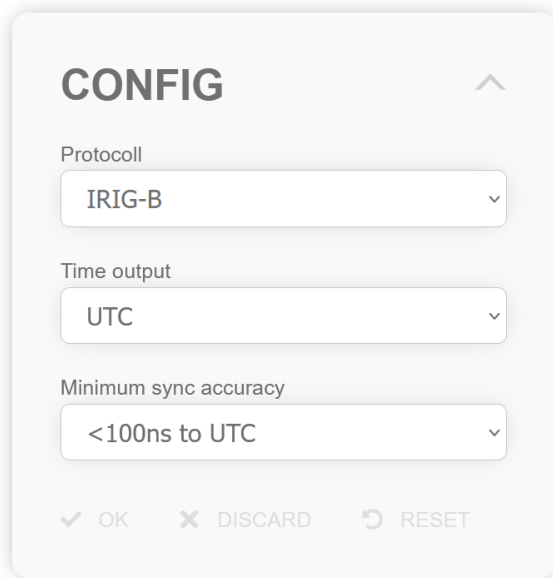 CONFIG
Protocoll
IRIG-B
Time output
UTC
Minimum sync accuracy
<100ns to UTC
OK DISCARD RESET